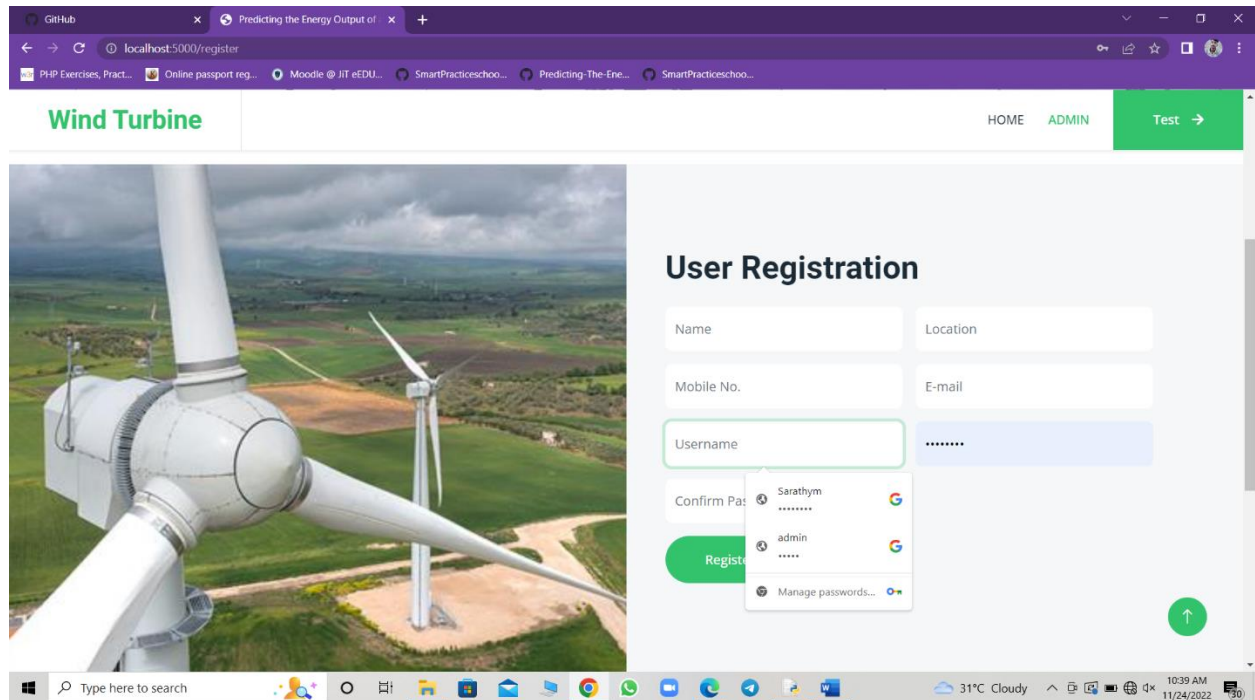 GitHub
Predicting the Energy Output of
localhost:5000/register
PHP Exercises, Pract...
Online passport reg...
Moodle @ JiT eEDU...
SmartPracticeschoo...
Predicting-The-Ene...
SmartPracticeschoo...
Wind Turbine
HOME
ADMIN
Test →
User Registration
Name
Location
Mobile No.
E-mail
Username
••••••••
Confirm Pas
Sarathym
••••••••
admin
•••••
Registe
Manage passwords...
Type here to search
31°C Cloudy
10:39 AM
11/24/2022